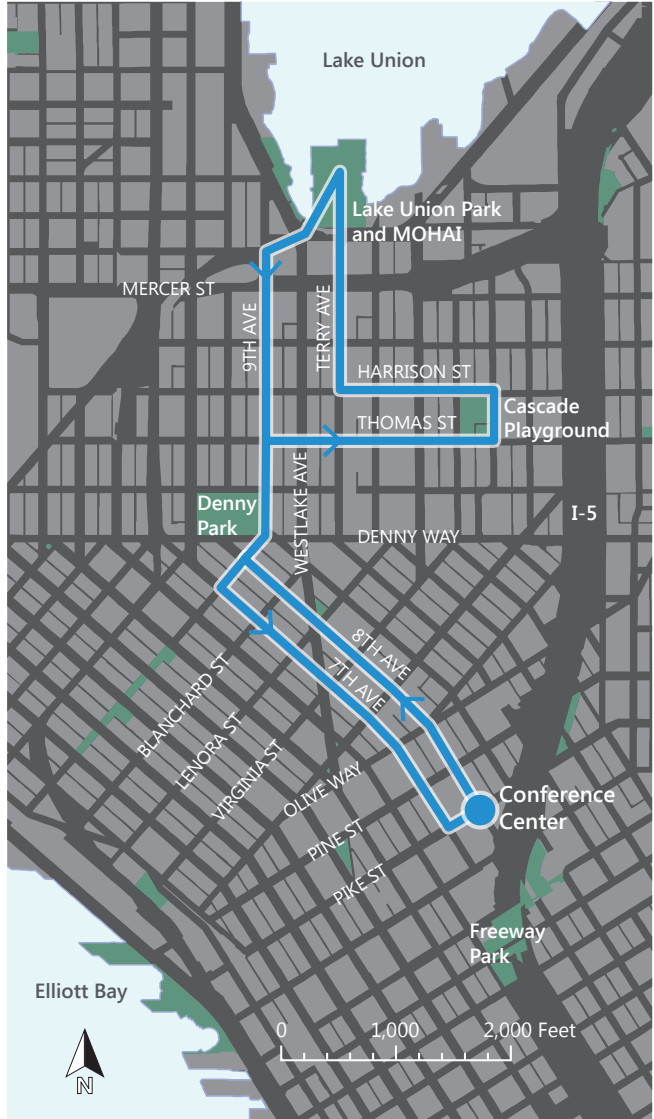 Lake Union
Lake Union Park
and MOHAI
MERCER ST
9TH AVE
TERRY AVE
HARRISON ST
Cascade
Playground
THOMAS ST
WESTLAKE AVE
Denny
Park
I-5
DENNY WAY
8TH AVE
7TH AVE
BLANCHARD ST
LENORA ST
VIRGINIA ST
OLIVE WAY
Conference
Center
PINE ST
PIKE ST
Freeway
Park
Elliott Bay
0 1,000 2,000 Feet
N